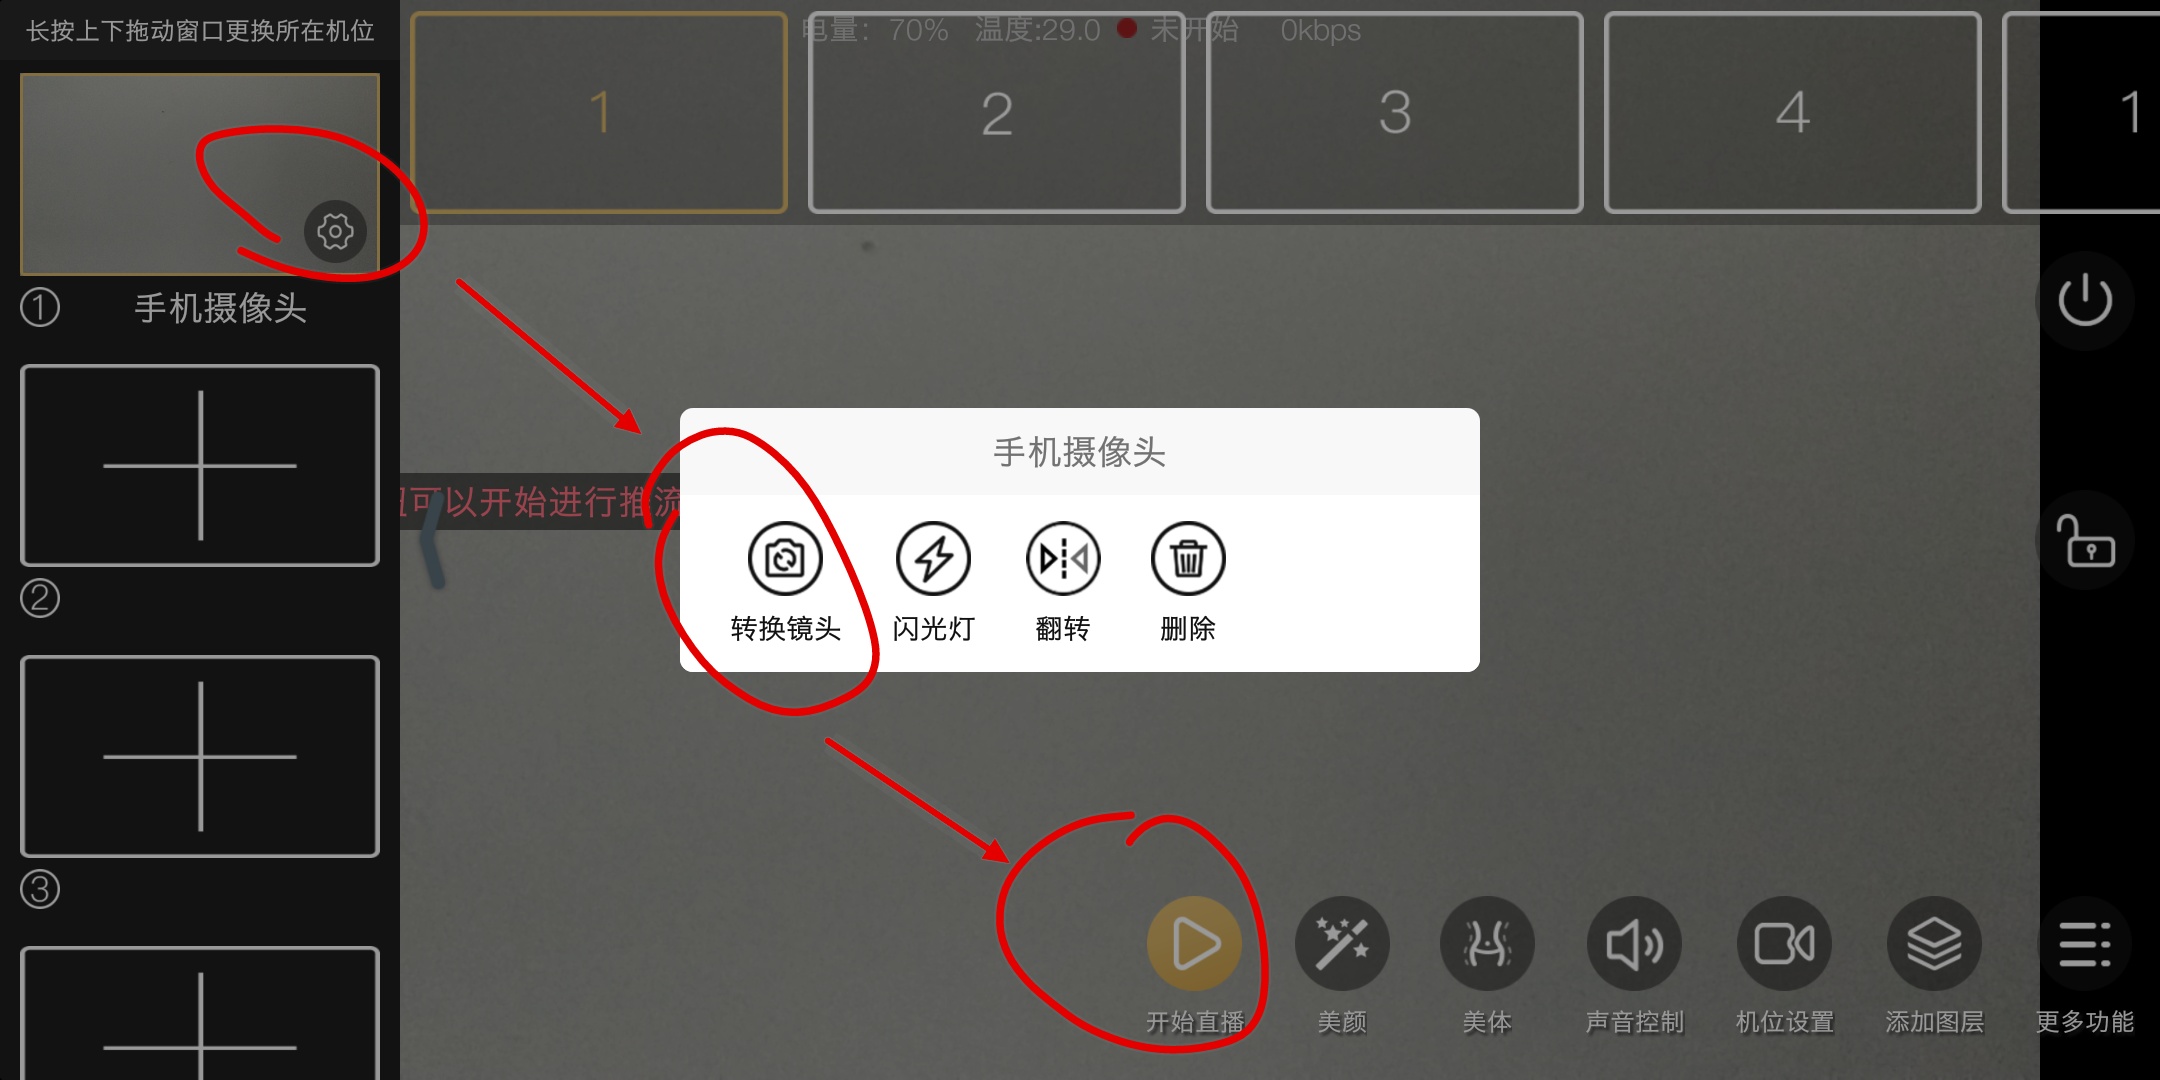 长按上下拖动窗口更换所在机位
电量：70% 温度:29.0 未开始 0kbps
1
2
3
4
1
① 手机摄像头
②
③
可以开始进行推流
手机摄像头
转换镜头
闪光灯
翻转
删除
开始直播
美颜
美体
声音控制
机位设置
添加图层
更多功能